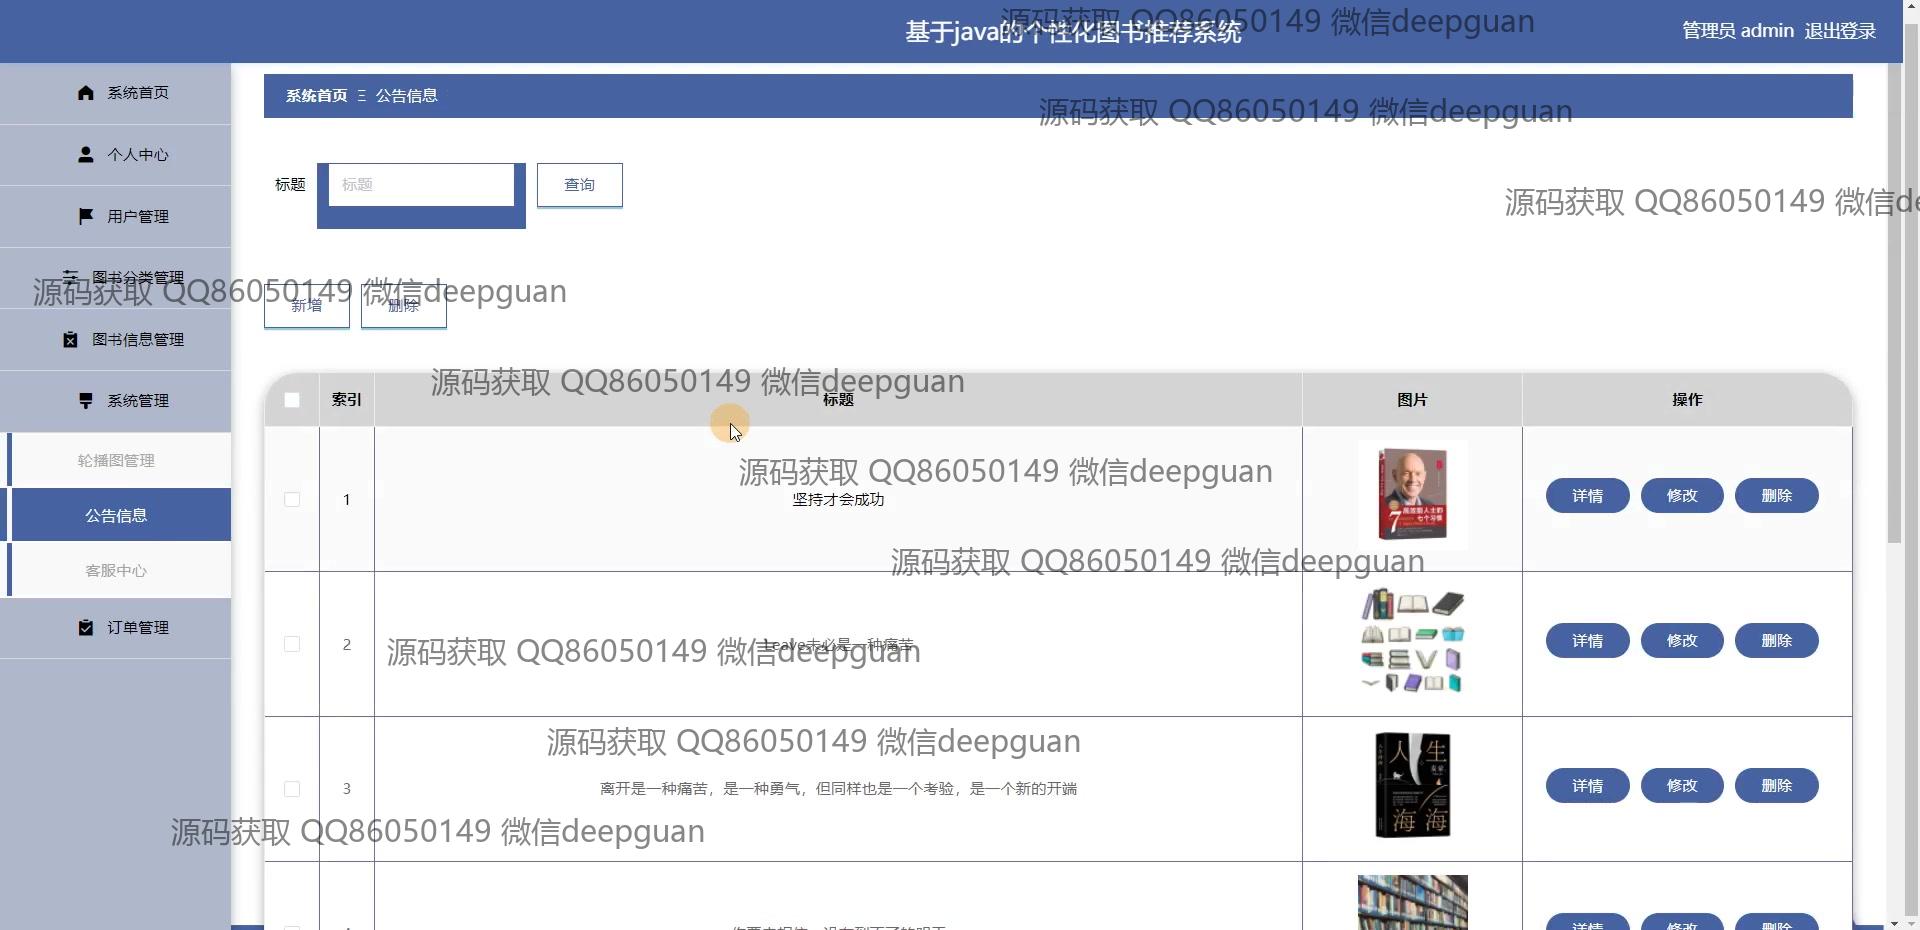 基于java的个性化图书推荐系统
管理员 admin 退出登录
源码获取 QQ86050149 微信deepguan
系统首页 Ξ 公告信息
源码获取 QQ86050149 微信deepguan
系统首页
个人中心
用户管理
图书分类管理
图书信息管理
系统管理
轮播图管理
公告信息
客服中心
订单管理
标题 标题 查询
源码获取 QQ86050149 微信de
源码获取 QQ86050149 微信deepguan
新增 删除
源码获取 QQ86050149 微信deepguan
索引 标题 图片 操作
源码获取 QQ86050149 微信deepguan
1 坚持才会成功 详情 修改 删除
高效能人士的
7 七个习惯
源码获取 QQ86050149 微信deepguan
2 Leave未必是一种痛苦 详情 修改 删除
源码获取 QQ86050149 微信deepguan
源码获取 QQ86050149 微信deepguan
3 离开是一种痛苦，是一种勇气，但同样也是一个考验，是一个新的开端 详情 修改 删除
人生
海海
源码获取 QQ86050149 微信deepguan
详情 修改 删除